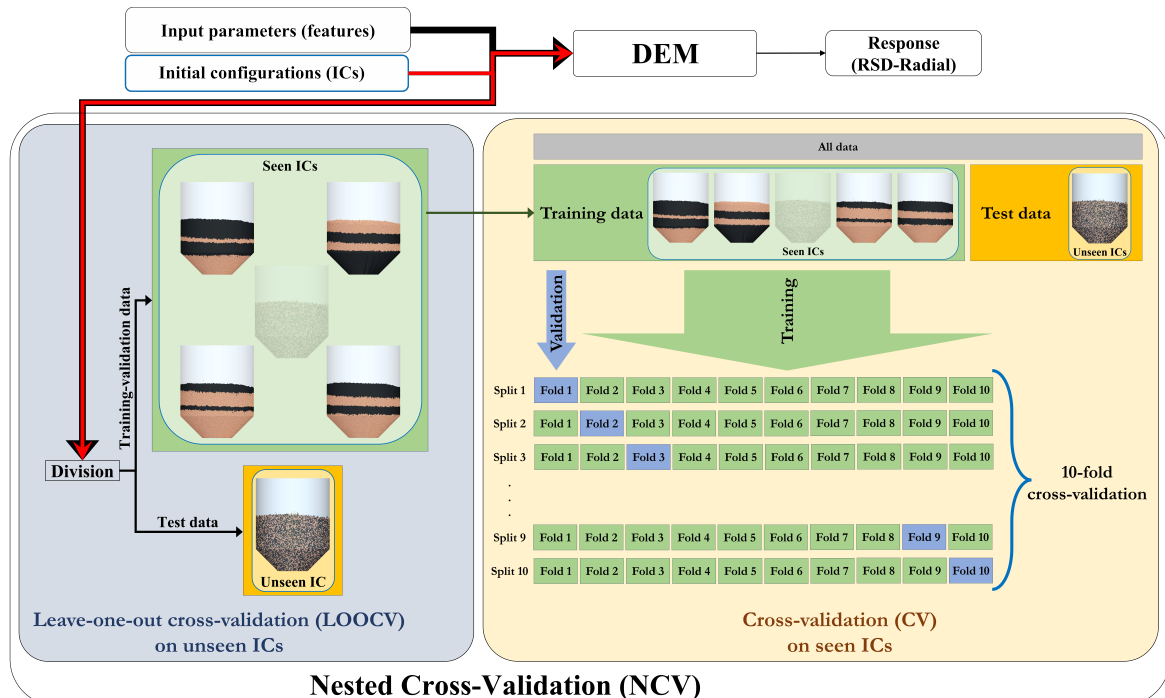 Input parameters (features)
Initial configurations (ICs)
DEM
Response
(RSD-Radial)
Seen ICs
Training-validation data
Division
Test data
Unseen IC
Leave-one-out cross-validation (LOOCV)
on unseen ICs
All data
Training data
Seen ICs
Test data
Unseen ICs
Validation
Training
Split 1 Fold 1 Fold 2 Fold 3 Fold 4 Fold 5 Fold 6 Fold 7 Fold 8 Fold 9 Fold 10
Split 2 Fold 1 Fold 2 Fold 3 Fold 4 Fold 5 Fold 6 Fold 7 Fold 8 Fold 9 Fold 10
Split 3 Fold 1 Fold 2 Fold 3 Fold 4 Fold 5 Fold 6 Fold 7 Fold 8 Fold 9 Fold 10
.
.
.
Split 9 Fold 1 Fold 2 Fold 3 Fold 4 Fold 5 Fold 6 Fold 7 Fold 8 Fold 9 Fold 10
Split 10 Fold 1 Fold 2 Fold 3 Fold 4 Fold 5 Fold 6 Fold 7 Fold 8 Fold 9 Fold 10
10-fold
cross-validation
Cross-validation (CV)
on seen ICs
Nested Cross-Validation (NCV)